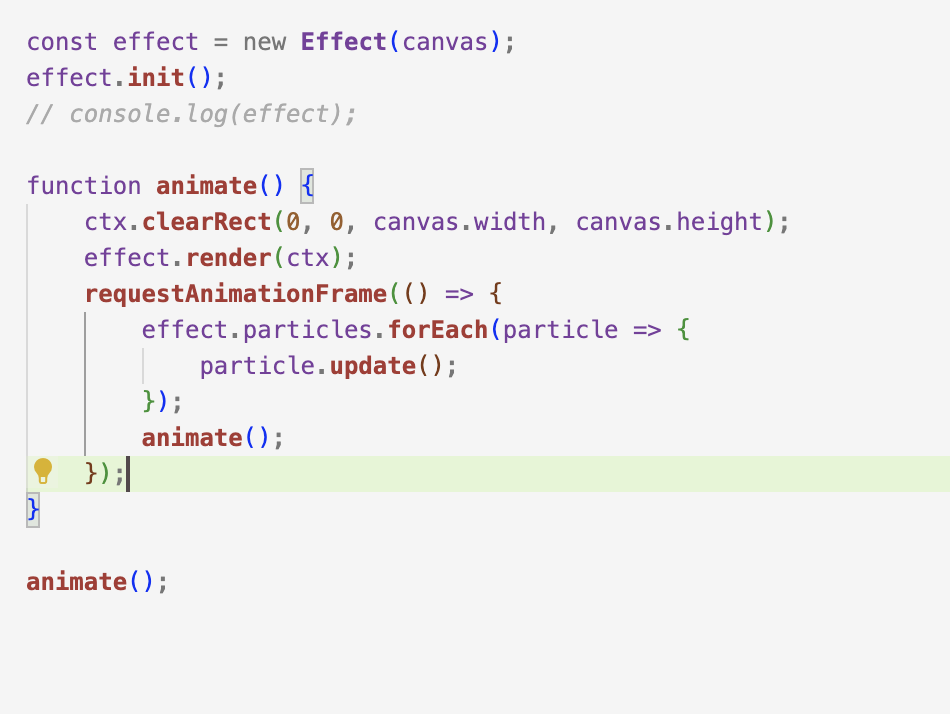 const effect = new Effect(canvas);
effect.init();
// console.log(effect);
function animate() {
    ctx.clearRect(0, 0, canvas.width, canvas.height);
    effect.render(ctx);
    requestAnimationFrame(() => {
        effect.particles.forEach(particle => {
            particle.update();
        });
        animate();
    });
}
animate();